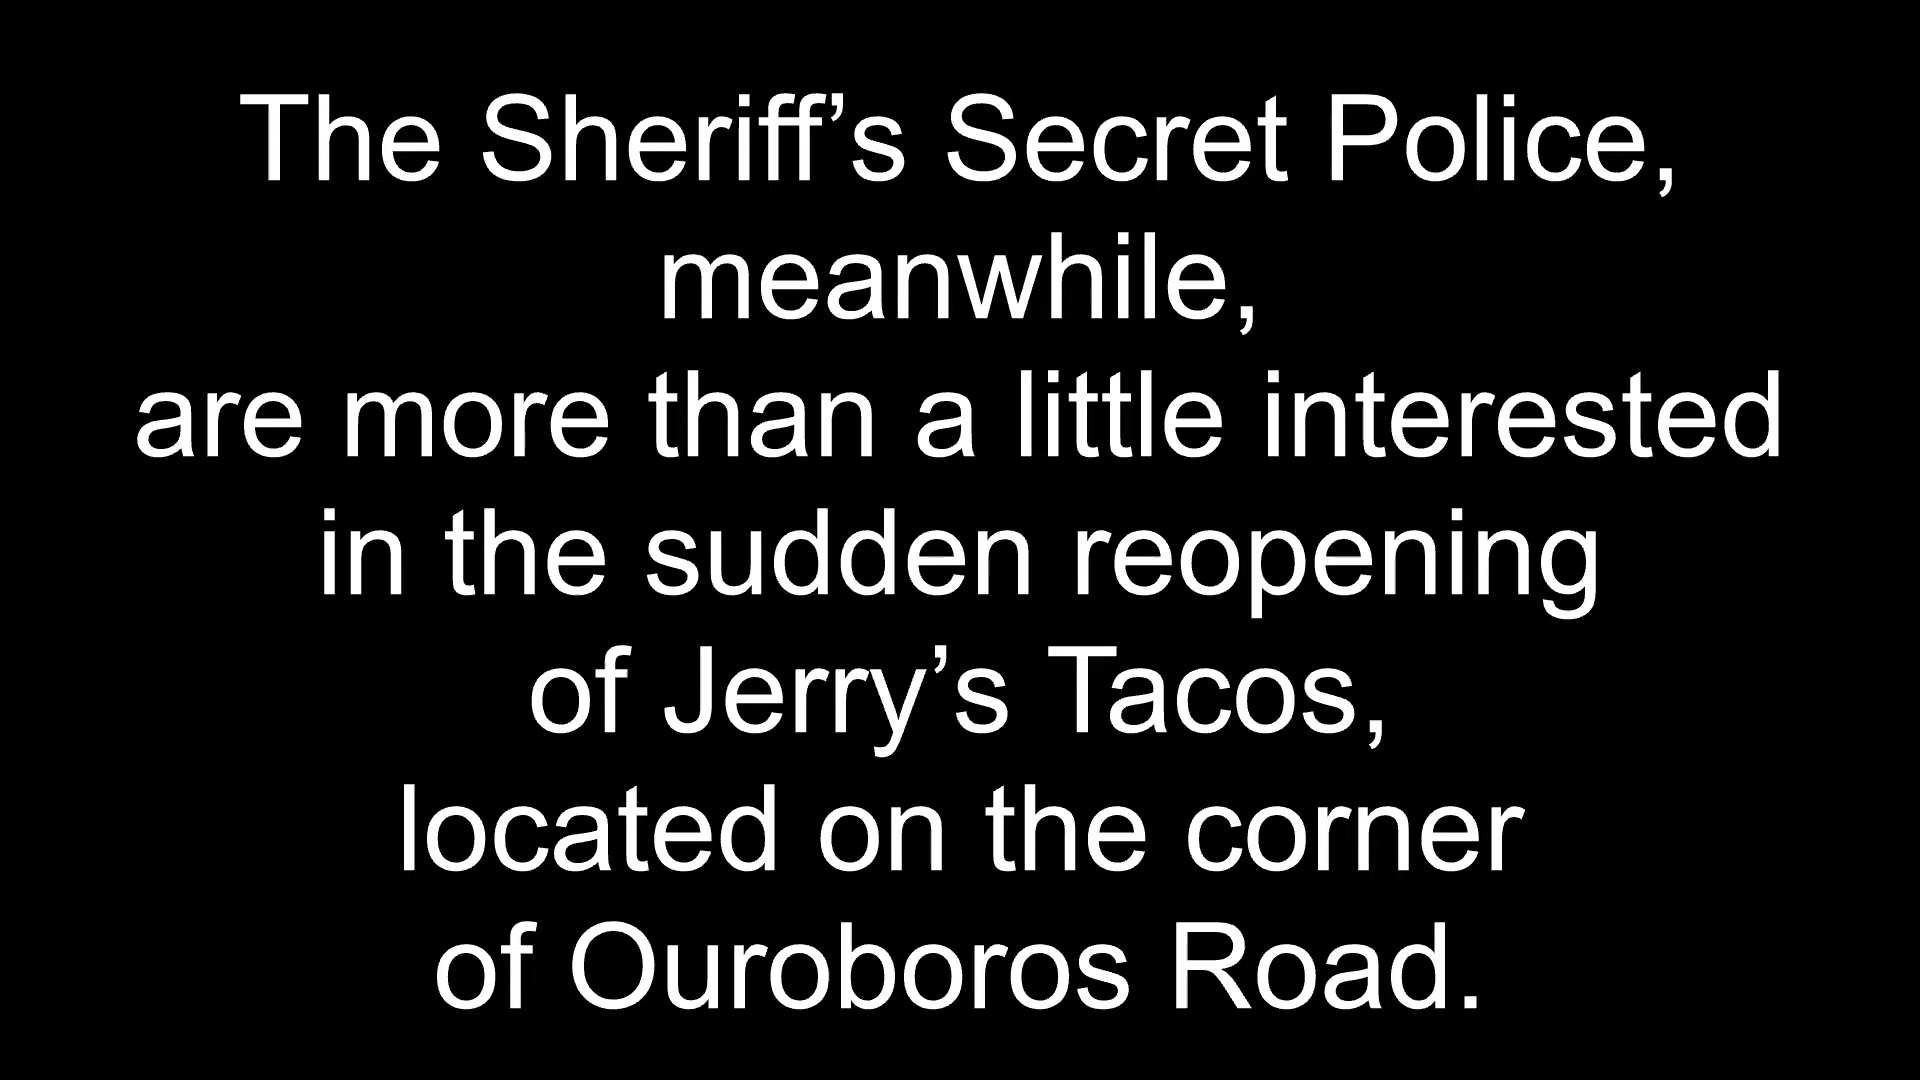 The Sheriff’s Secret Police,
meanwhile,
are more than a little interested
in the sudden reopening
of Jerry’s Tacos,
located on the corner
of Ouroboros Road.